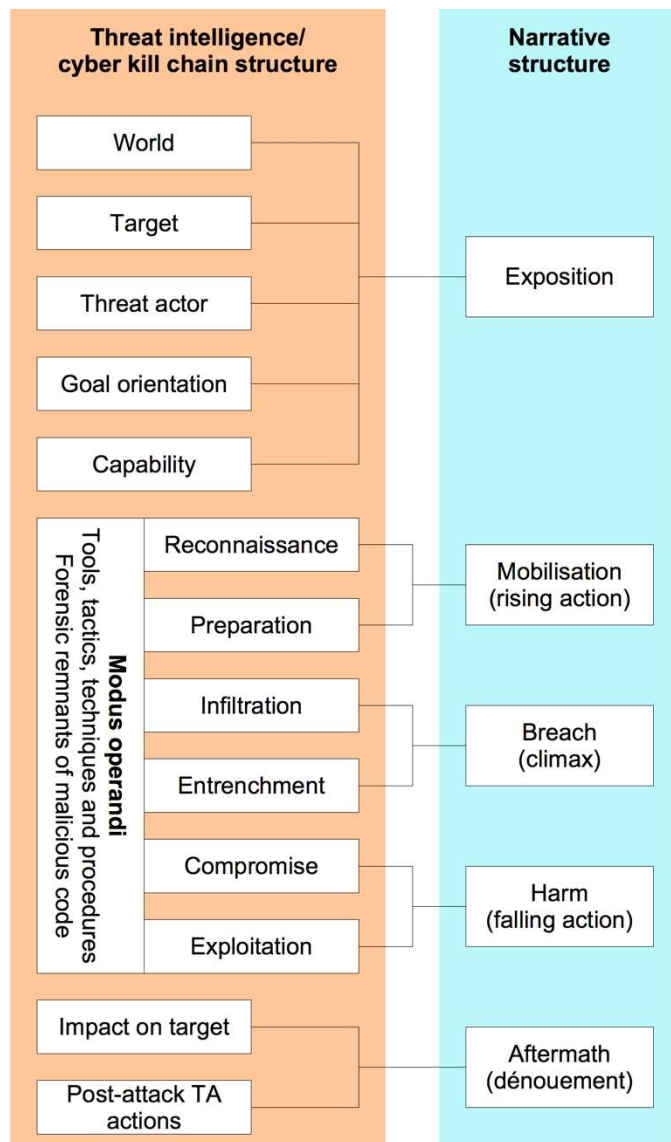 Threat intelligence/
cyber kill chain structure
Narrative
structure
World
Target
Threat actor
Goal orientation
Capability
Exposition
Modus operandi
Tools, tactics, techniques and procedures
Forensic remnants of malicious code
Reconnaissance
Preparation
Mobilisation
(rising action)
Infiltration
Entrenchment
Breach
(climax)
Compromise
Exploitation
Harm
(falling action)
Impact on target
Post-attack TA
actions
Aftermath
(dénouement)